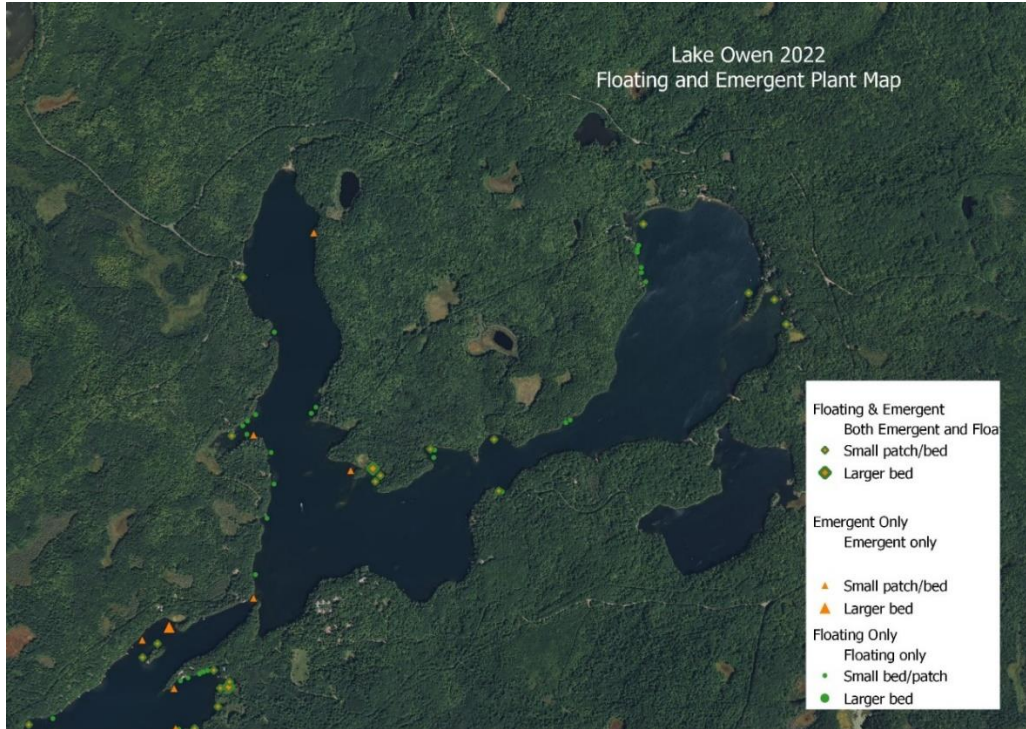 Lake Owen 2022
Floating and Emergent Plant Map
Floating & Emergent
Both Emergent and Floa
Small patch/bed
Larger bed
Emergent Only
Emergent only
Small patch/bed
Larger bed
Floating Only
Floating only
Small bed/patch
Larger bed